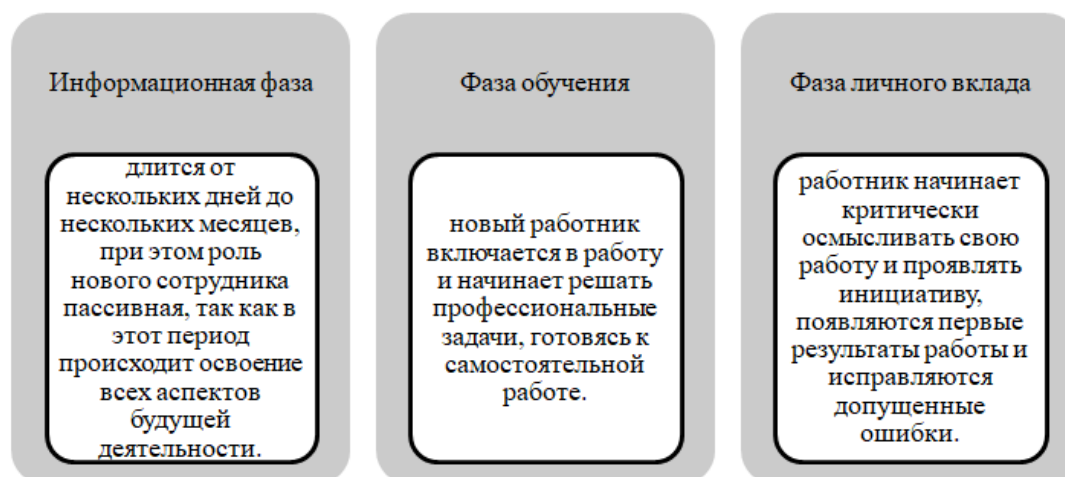 Информационная фаза
длится от
нескольких дней до
нескольких месяцев,
при этом роль
нового сотрудника
пассивная, так как в
этот период
происходит освоение
всех аспектов
будущей
деятельности.
Фаза обучения
новый работник
включается в работу
и начинает решать
профессиональные
задачи, готовясь к
самостоятельной
работе.
Фаза личного вклада
работник начинает
критически
осмысливать свою
работу и проявлять
инициативу,
появляются первые
результаты работы и
исправляются
допущенные
ошибки.